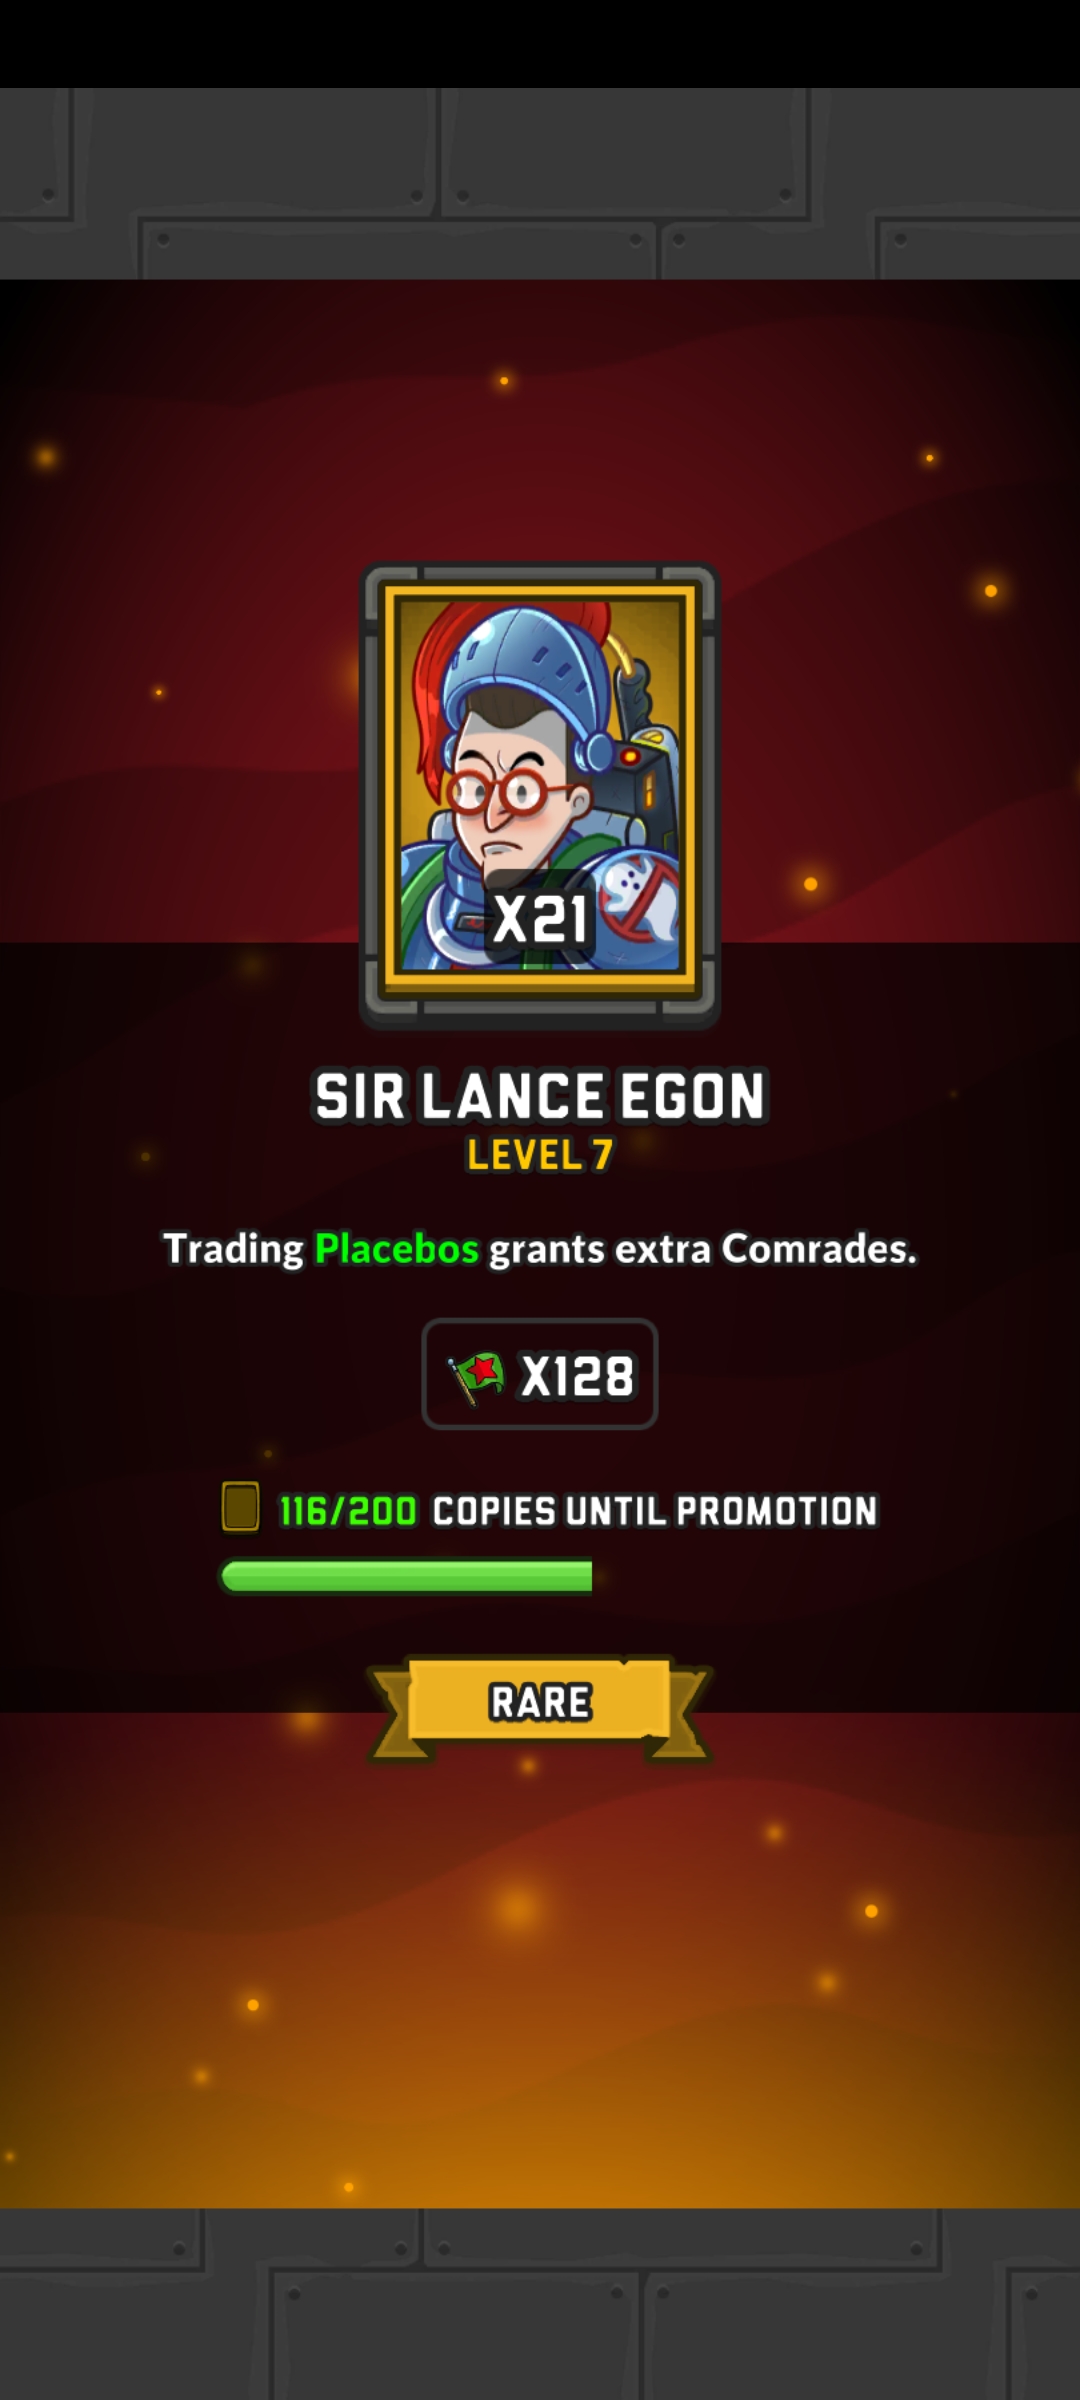 X21
SIR LANCE EGON
LEVEL 7
Trading Placebos grants extra Comrades.
X128
116/200 COPIES UNTIL PROMOTION
RARE